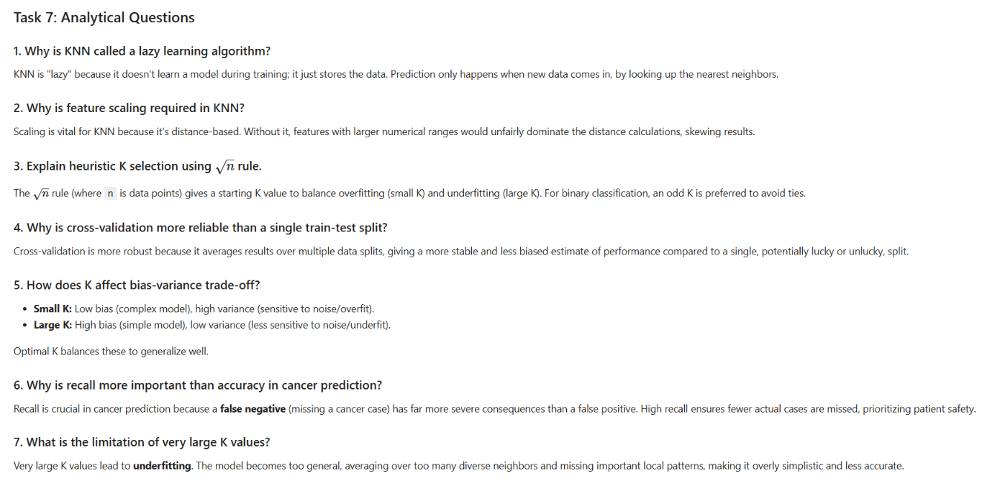 Task 7: Analytical Questions
1. Why is KNN called a lazy learning algorithm?
KNN is "lazy" because it doesn't learn a model during training; it just stores the data. Prediction only happens when new data comes in, by looking up the nearest neighbors.
2. Why is feature scaling required in KNN?
Scaling is vital for KNN because it's distance-based. Without it, features with larger numerical ranges would unfairly dominate the distance calculations, skewing results.
3. Explain heuristic K selection using √n rule.
The √n rule (where n is data points) gives a starting K value to balance overfitting (small K) and underfitting (large K). For binary classification, an odd K is preferred to avoid ties.
4. Why is cross-validation more reliable than a single train-test split?
Cross-validation is more robust because it averages results over multiple data splits, giving a more stable and less biased estimate of performance compared to a single, potentially lucky or unlucky, split.
5. How does K affect bias-variance trade-off?
• Small K: Low bias (complex model), high variance (sensitive to noise/overfit).
• Large K: High bias (simple model), low variance (less sensitive to noise/underfit).
Optimal K balances these to generalize well.
6. Why is recall more important than accuracy in cancer prediction?
Recall is crucial in cancer prediction because a false negative (missing a cancer case) has far more severe consequences than a false positive. High recall ensures fewer actual cases are missed, prioritizing patient safety.
7. What is the limitation of very large K values?
Very large K values lead to underfitting. The model becomes too general, averaging over too many diverse neighbors and missing important local patterns, making it overly simplistic and less accurate.